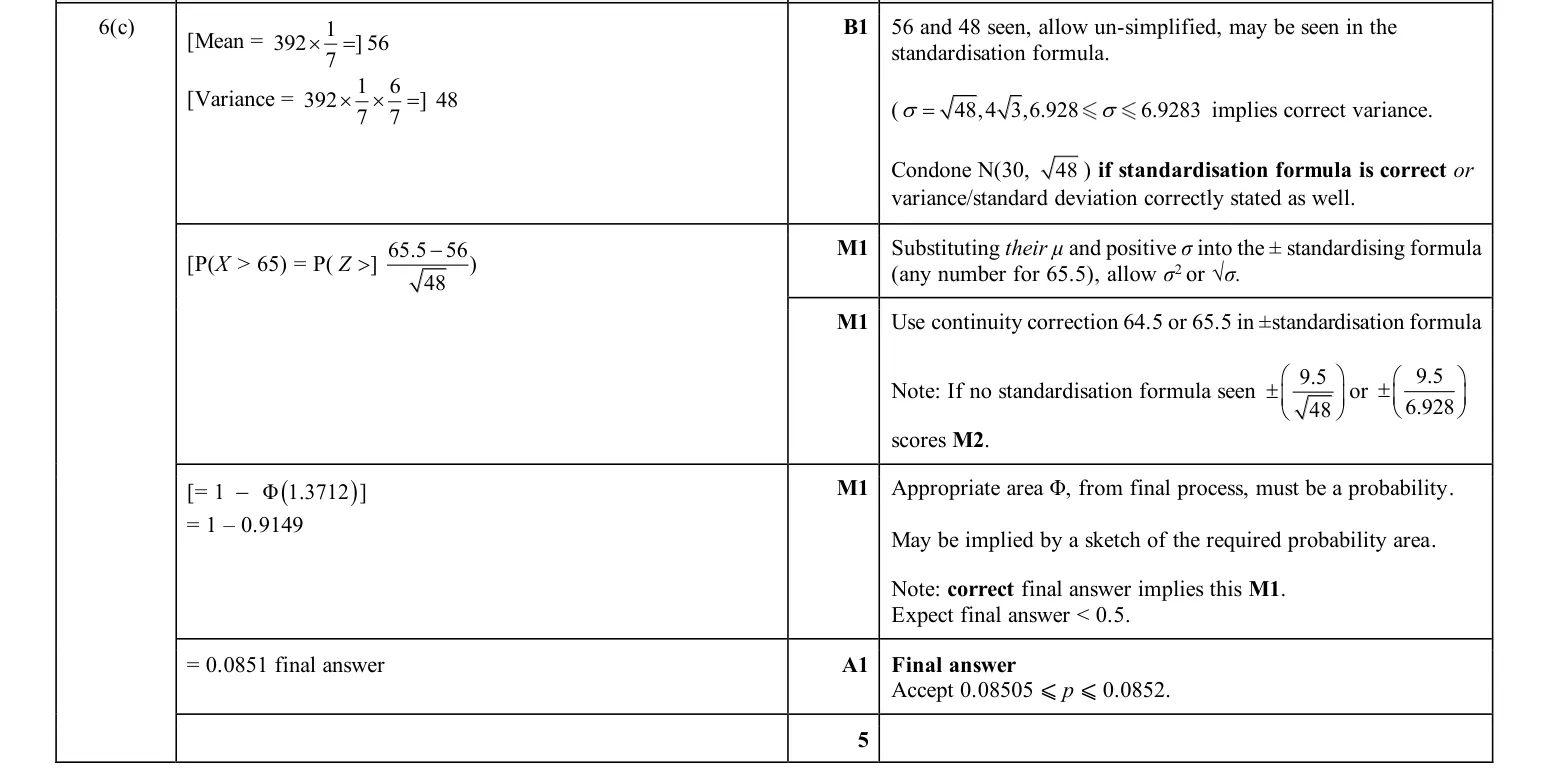 6(c)
[Mean = 392 × 1/7 =] 56
[Variance = 392 × 1/7 × 6/7 =] 48
B1
56 and 48 seen, allow un-simplified, may be seen in the
standardisation formula.
( σ = √48, 4√3, 6.928 ⩽ σ ⩽ 6.9283 implies correct variance.
Condone N(30, √48 ) if standardisation formula is correct or
variance/standard deviation correctly stated as well.
[P(X > 65) = P( Z >] (65.5 − 56)/√48 )
M1
Substituting their μ and positive σ into the ± standardising formula
(any number for 65.5), allow σ² or √σ.
M1
Use continuity correction 64.5 or 65.5 in ±standardisation formula
Note: If no standardisation formula seen ±(9.5/√48) or ±(9.5/6.928)
scores M2.
[= 1 − Φ(1.3712)]
= 1 – 0.9149
M1
Appropriate area Φ, from final process, must be a probability.
May be implied by a sketch of the required probability area.
Note: correct final answer implies this M1.
Expect final answer < 0.5.
= 0.0851 final answer
A1
Final answer
Accept 0.08505 ⩽ p ⩽ 0.0852.
5